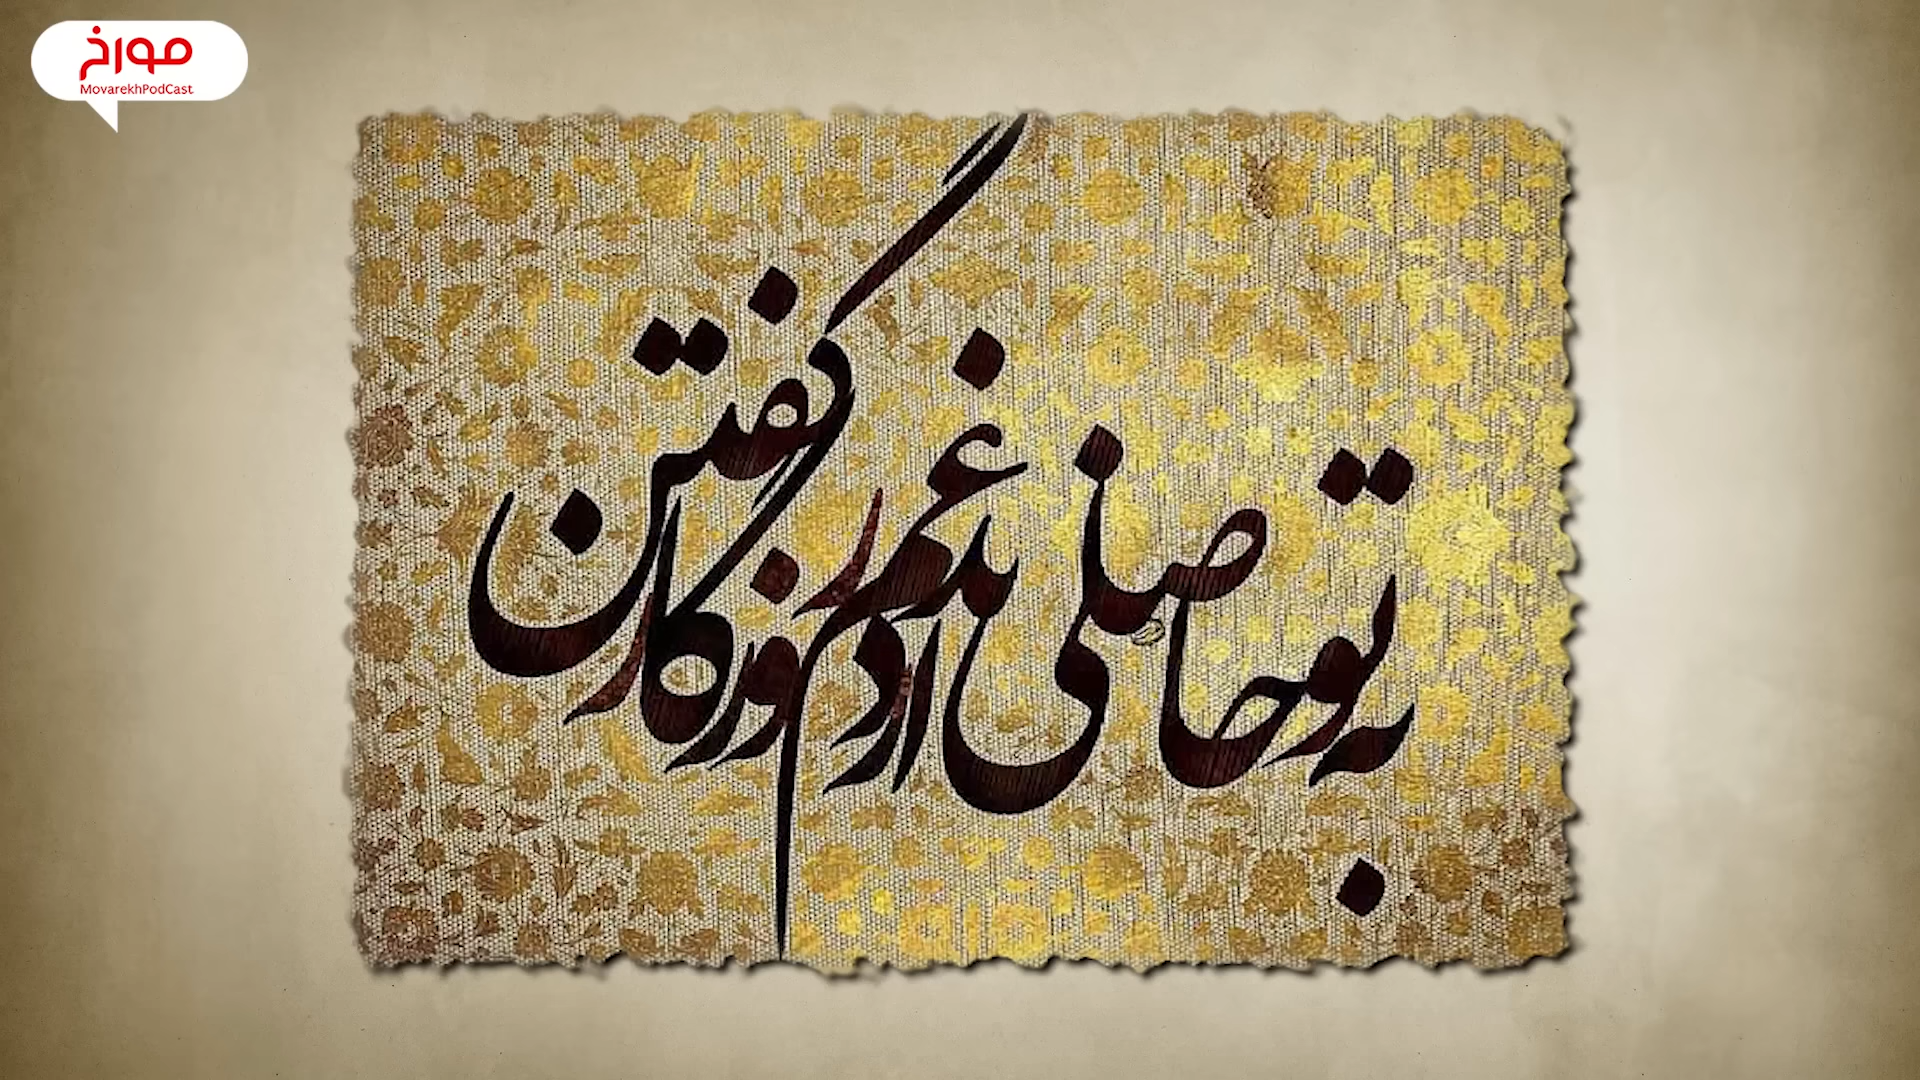 مورخ
MovarekhPodCast
به تو حاصلی ندارد غم روزگار گفتن